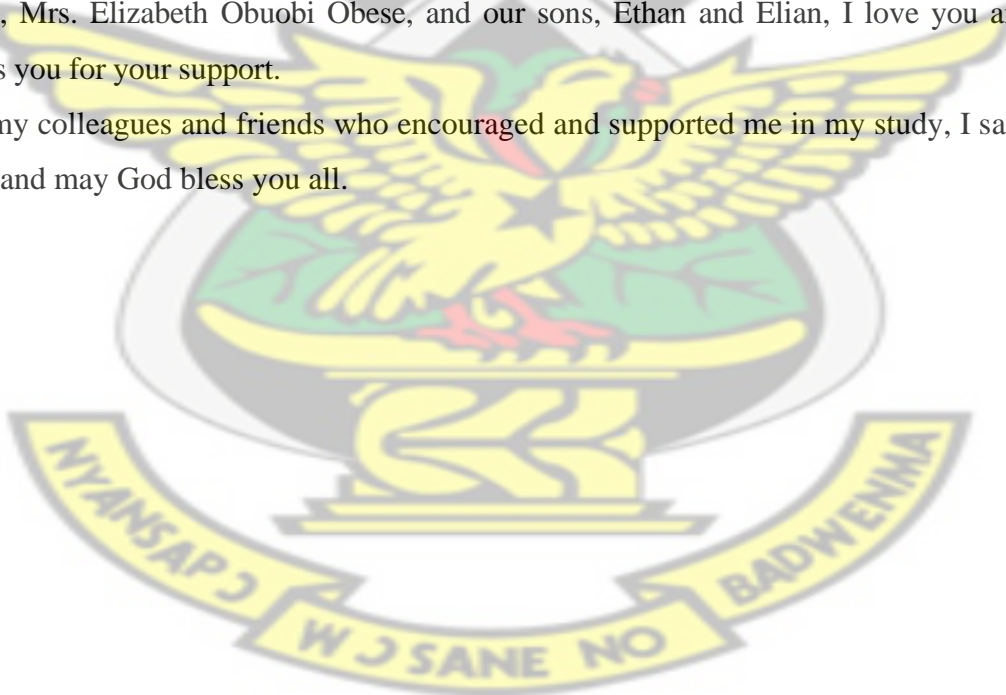 , Mrs. Elizabeth Obuobi Obese, and our sons, Ethan and Elian, I love you a
s you for your support.
my colleagues and friends who encouraged and supported me in my study, I sa
and may God bless you all.
NYANSAPƆ WƆSANE NO BADWENMA